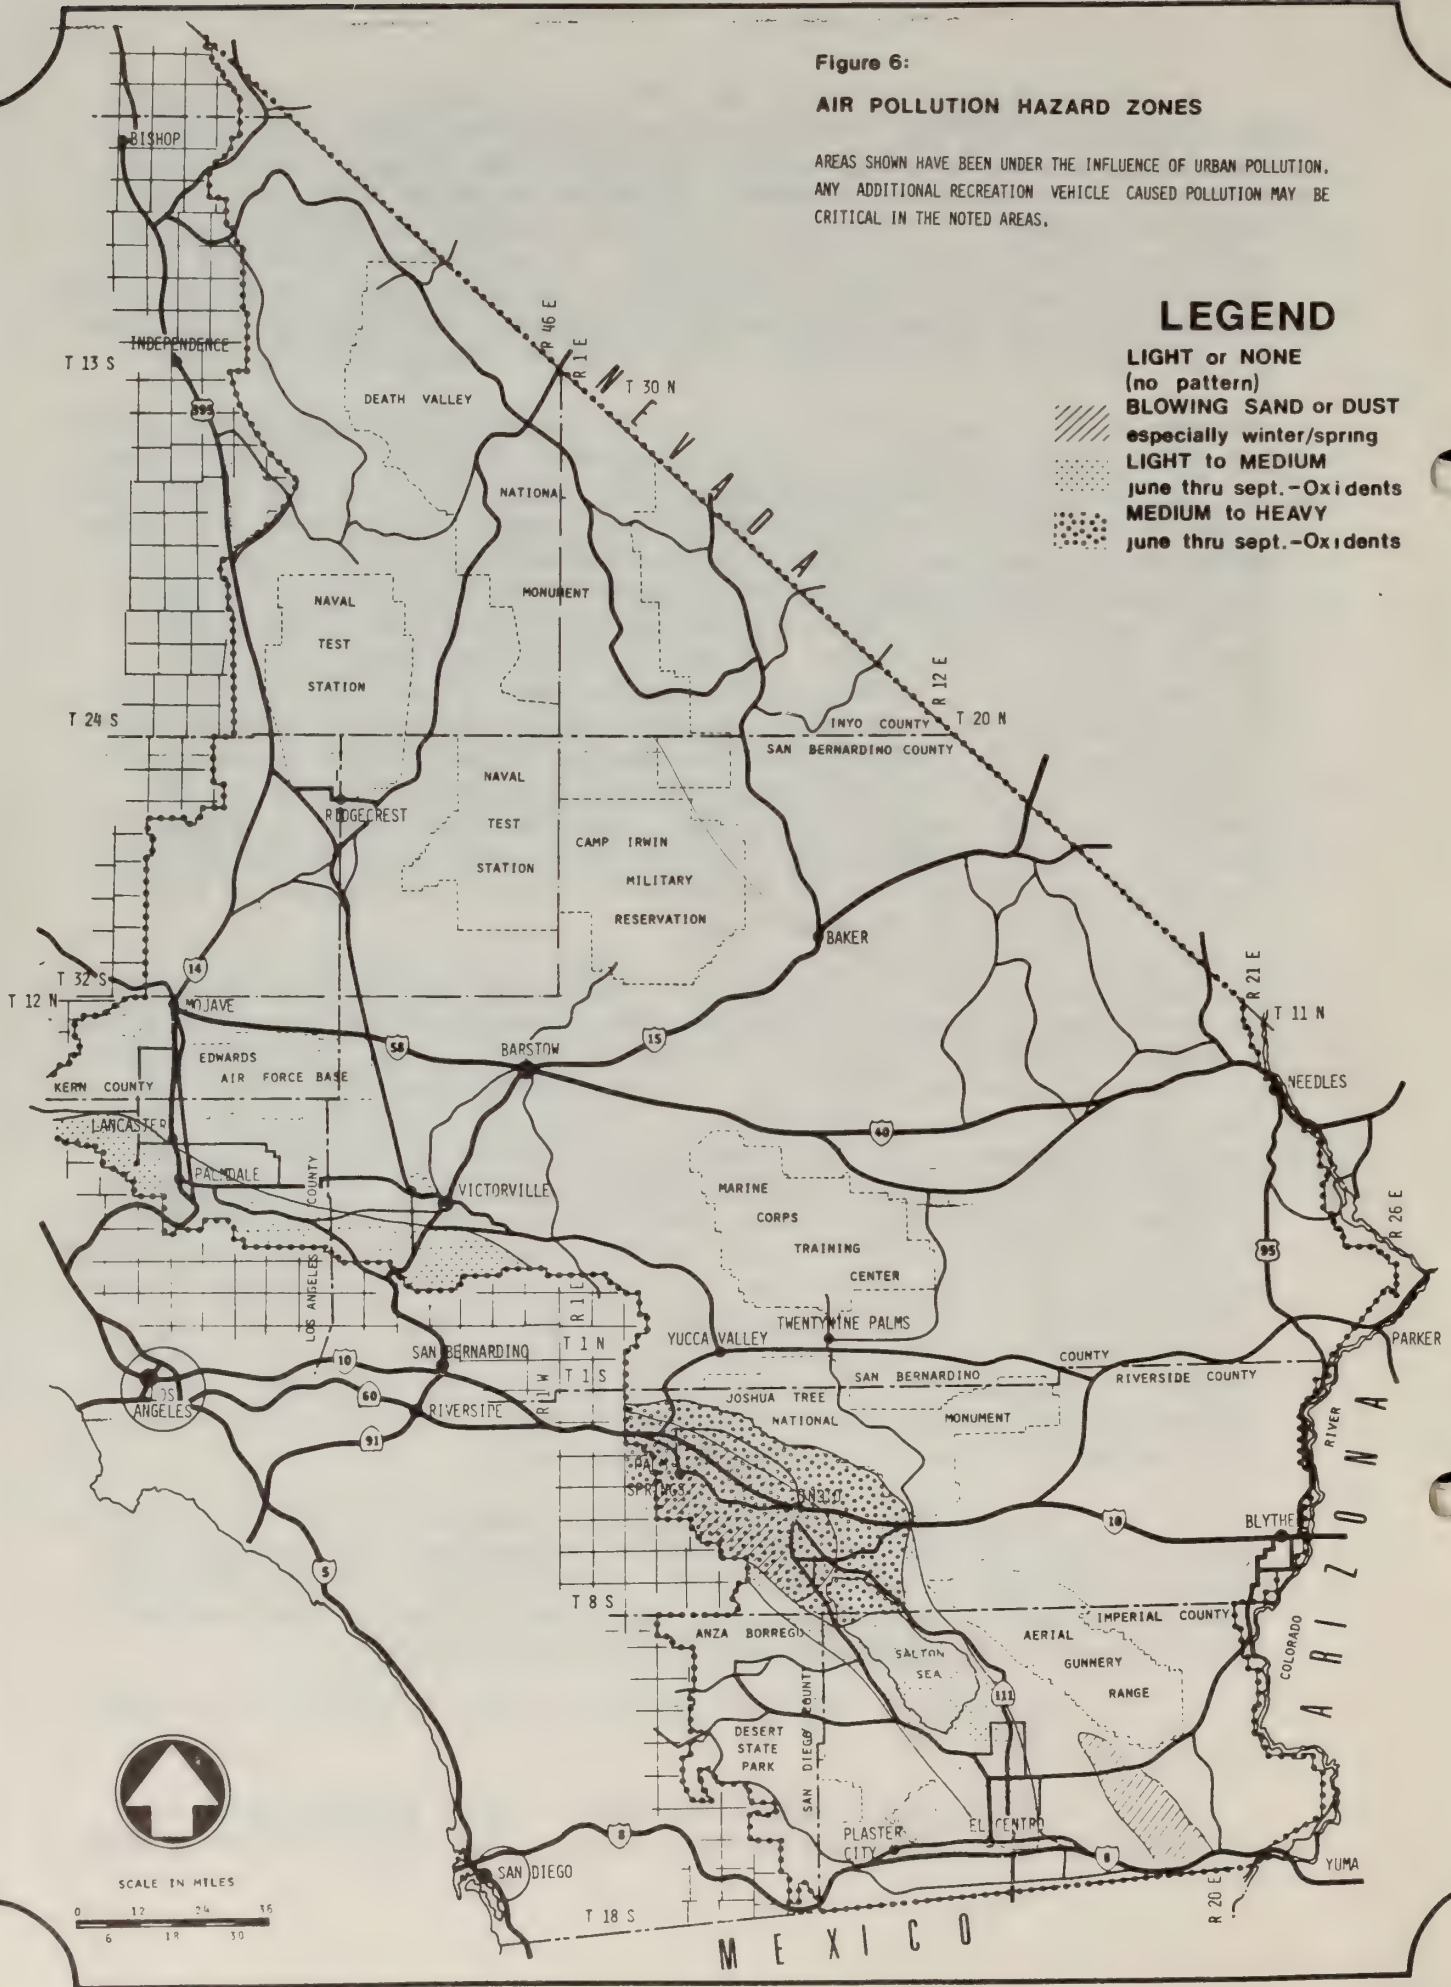 Figure 6:
AIR POLLUTION HAZARD ZONES
AREAS SHOWN HAVE BEEN UNDER THE INFLUENCE OF URBAN POLLUTION.
ANY ADDITIONAL RECREATION VEHICLE CAUSED POLLUTION MAY BE
CRITICAL IN THE NOTED AREAS.
LEGEND
LIGHT or NONE
(no pattern)
BLOWING SAND or DUST
especially winter/spring
LIGHT to MEDIUM
june thru sept.-Oxidents
MEDIUM to HEAVY
june thru sept.-Oxidents
BISHOP
INDEPENDENCE
T 13 S
395
R 46 E
R 1 E
T 30 N
NEVADA
DEATH VALLEY
NATIONAL
MONUMENT
NAVAL
TEST
STATION
T 24 S
R 12 E
T 20 N
INYO COUNTY
SAN BERNARDINO COUNTY
RIDGECREST
NAVAL
TEST
STATION
CAMP IRWIN
MILITARY
RESERVATION
BAKER
14
T 32 S
T 12 N
MOJAVE
R 21 E
T 11 N
58
BARSTOW
15
EDWARDS
AIR FORCE BASE
KERN COUNTY
NEEDLES
LANCASTER
40
PALMDALE
VICTORVILLE
LOS ANGELES COUNTY
MARINE
CORPS
TRAINING
CENTER
R 26 E
95
R 1 E
TWENTYNINE PALMS
YUCCA VALLEY
PARKER
T 1 N
T 1 S
R 1 W
10
SAN BERNARDINO
60
LOS
ANGELES
RIVERSIDE
91
SAN BERNARDINO
COUNTY
RIVERSIDE COUNTY
JOSHUA TREE
NATIONAL
MONUMENT
RIVER
ARIZONA
PALM
SPRINGS
INDIO
10
BLYTHE
5
T 8 S
IMPERIAL COUNTY
ANZA BORREGO
AERIAL
GUNNERY
RANGE
COLORADO
SALTON
SEA
111
DESERT
STATE
PARK
SAN DIEGO COUNTY
EL CENTRO
PLASTER
CITY
8
8
YUMA
SAN DIEGO
R 20 E
T 18 S
MEXICO
SCALE IN MILES
0 12 24 36
6 18 30